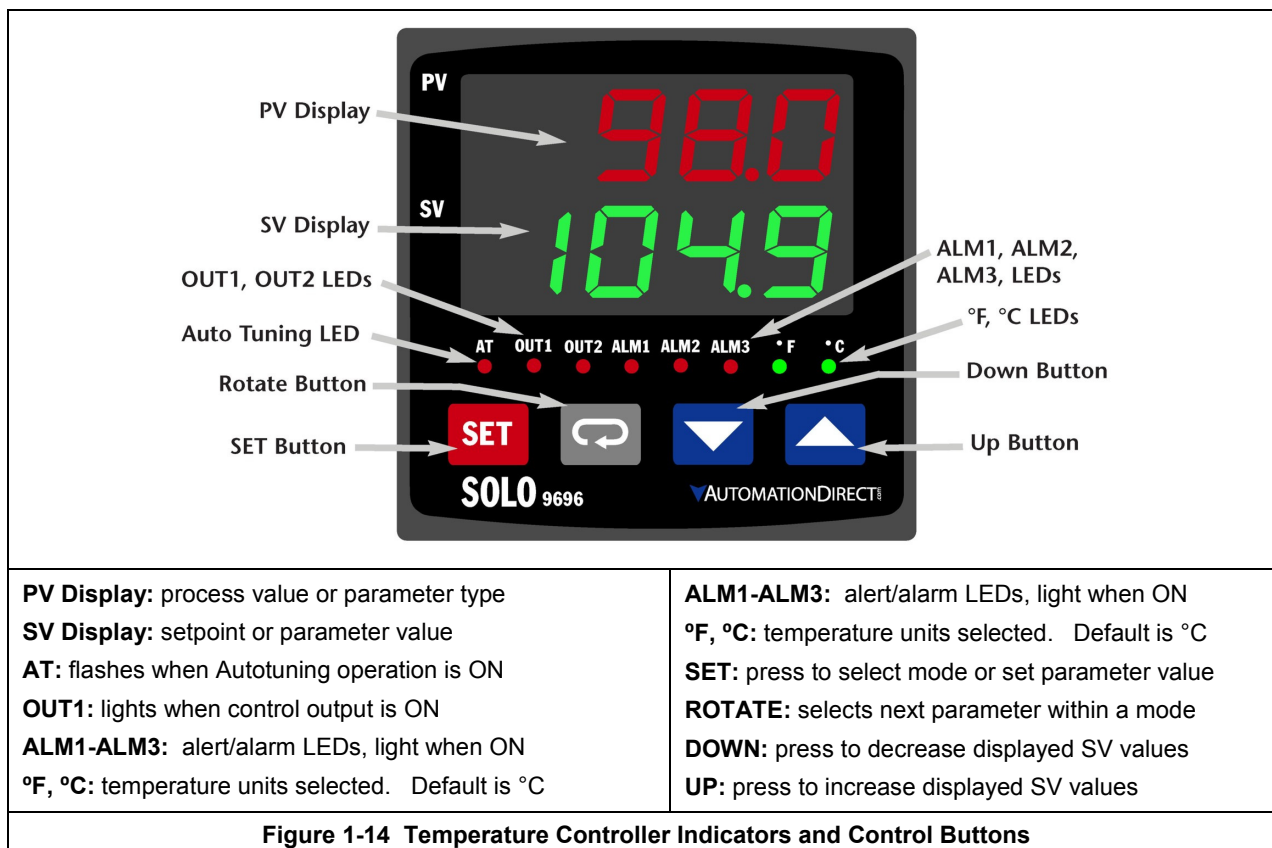 PV
PV Display
98.0
SV
SV Display
104.9
OUT1, OUT2 LEDs
ALM1, ALM2,
ALM3, LEDs
Auto Tuning LED
°F, °C LEDs
AT OUT1 OUT2 ALM1 ALM2 ALM3 °F °C
Rotate Button
Down Button
SET Button
SET
Up Button
SOLO 9696
AUTOMATIONDIRECT.com
PV Display: process value or parameter type
SV Display: setpoint or parameter value
AT: flashes when Autotuning operation is ON
OUT1: lights when control output is ON
ALM1-ALM3: alert/alarm LEDs, light when ON
ºF, ºC: temperature units selected. Default is °C
ALM1-ALM3: alert/alarm LEDs, light when ON
ºF, ºC: temperature units selected. Default is °C
SET: press to select mode or set parameter value
ROTATE: selects next parameter within a mode
DOWN: press to decrease displayed SV values
UP: press to increase displayed SV values
Figure 1-14 Temperature Controller Indicators and Control Buttons